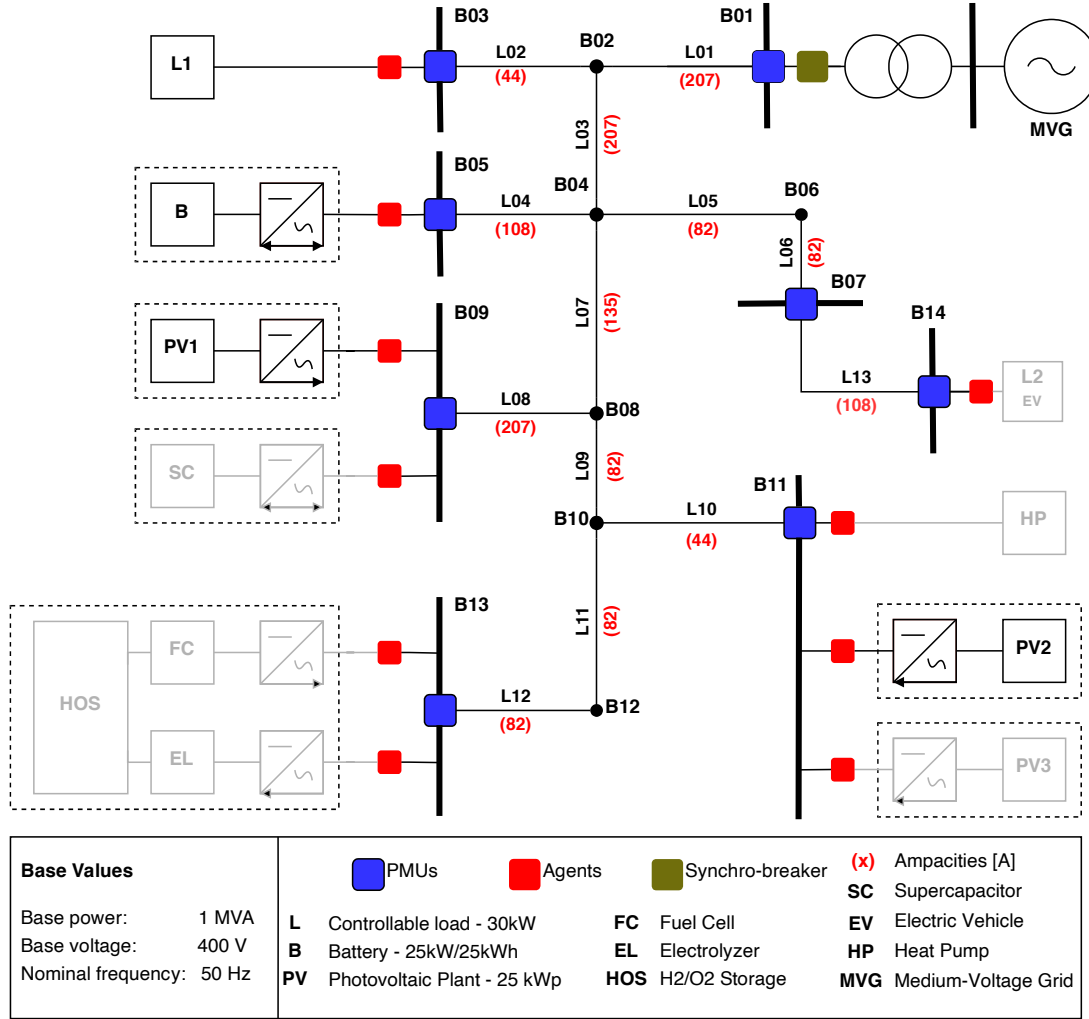 B03
B01
L1
L02
(44)
B02
L01
(207)
MVG
L03
(207)
B05
B04
B
L04
(108)
L05
(82)
B06
L06
(82)
B07
B09
L07
(135)
B14
PV1
L13
(108)
L2
EV
L08
(207)
B08
SC
L09
(82)
B11
B10
L10
(44)
HP
B13
L11
(82)
FC
PV2
HOS
L12
(82)
B12
EL
PV3
Base Values
Base power: 1 MVA
Base voltage: 400 V
Nominal frequency: 50 Hz
PMUs
Agents
Synchro-breaker
(x) Ampacities [A]
SC Supercapacitor
L Controllable load - 30kW
FC Fuel Cell
EV Electric Vehicle
B Battery - 25kW/25kWh
EL Electrolyzer
HP Heat Pump
PV Photovoltaic Plant - 25 kWp
HOS H2/O2 Storage
MVG Medium-Voltage Grid